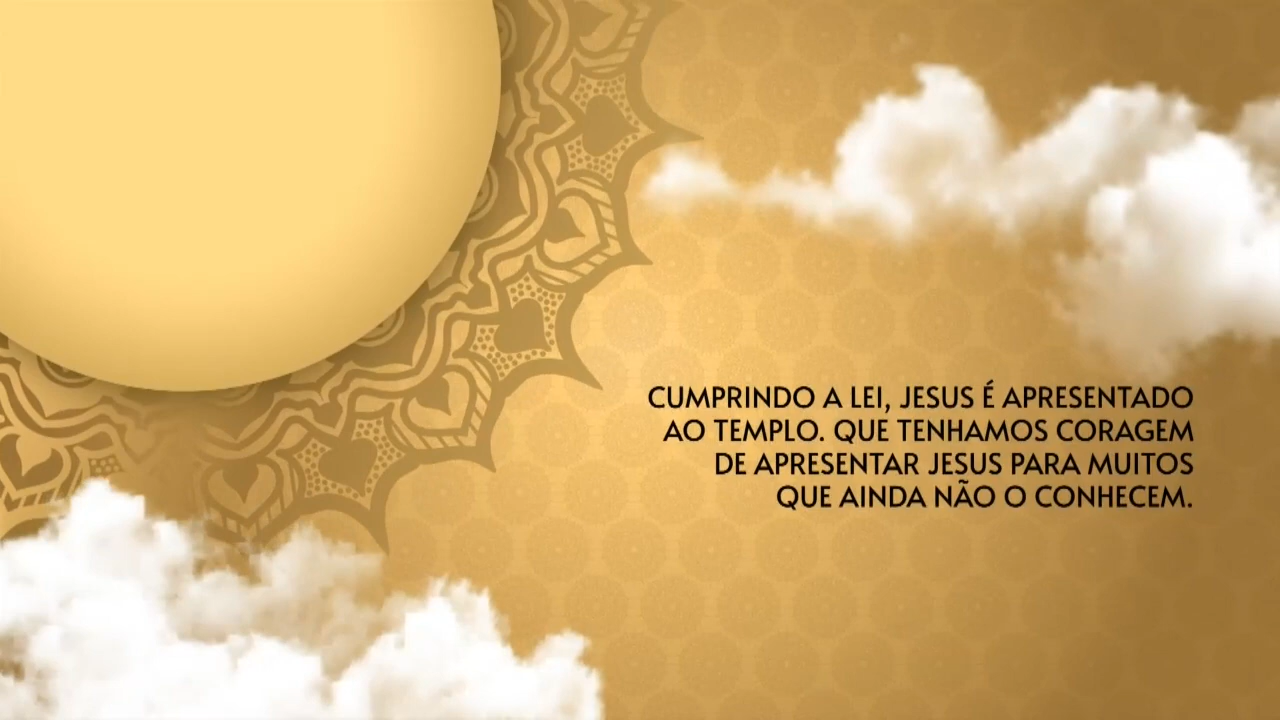 CUMPRINDO A LEI, JESUS É APRESENTADO
AO TEMPLO. QUE TENHAMOS CORAGEM
DE APRESENTAR JESUS PARA MUITOS
QUE AINDA NÃO O CONHECEM.